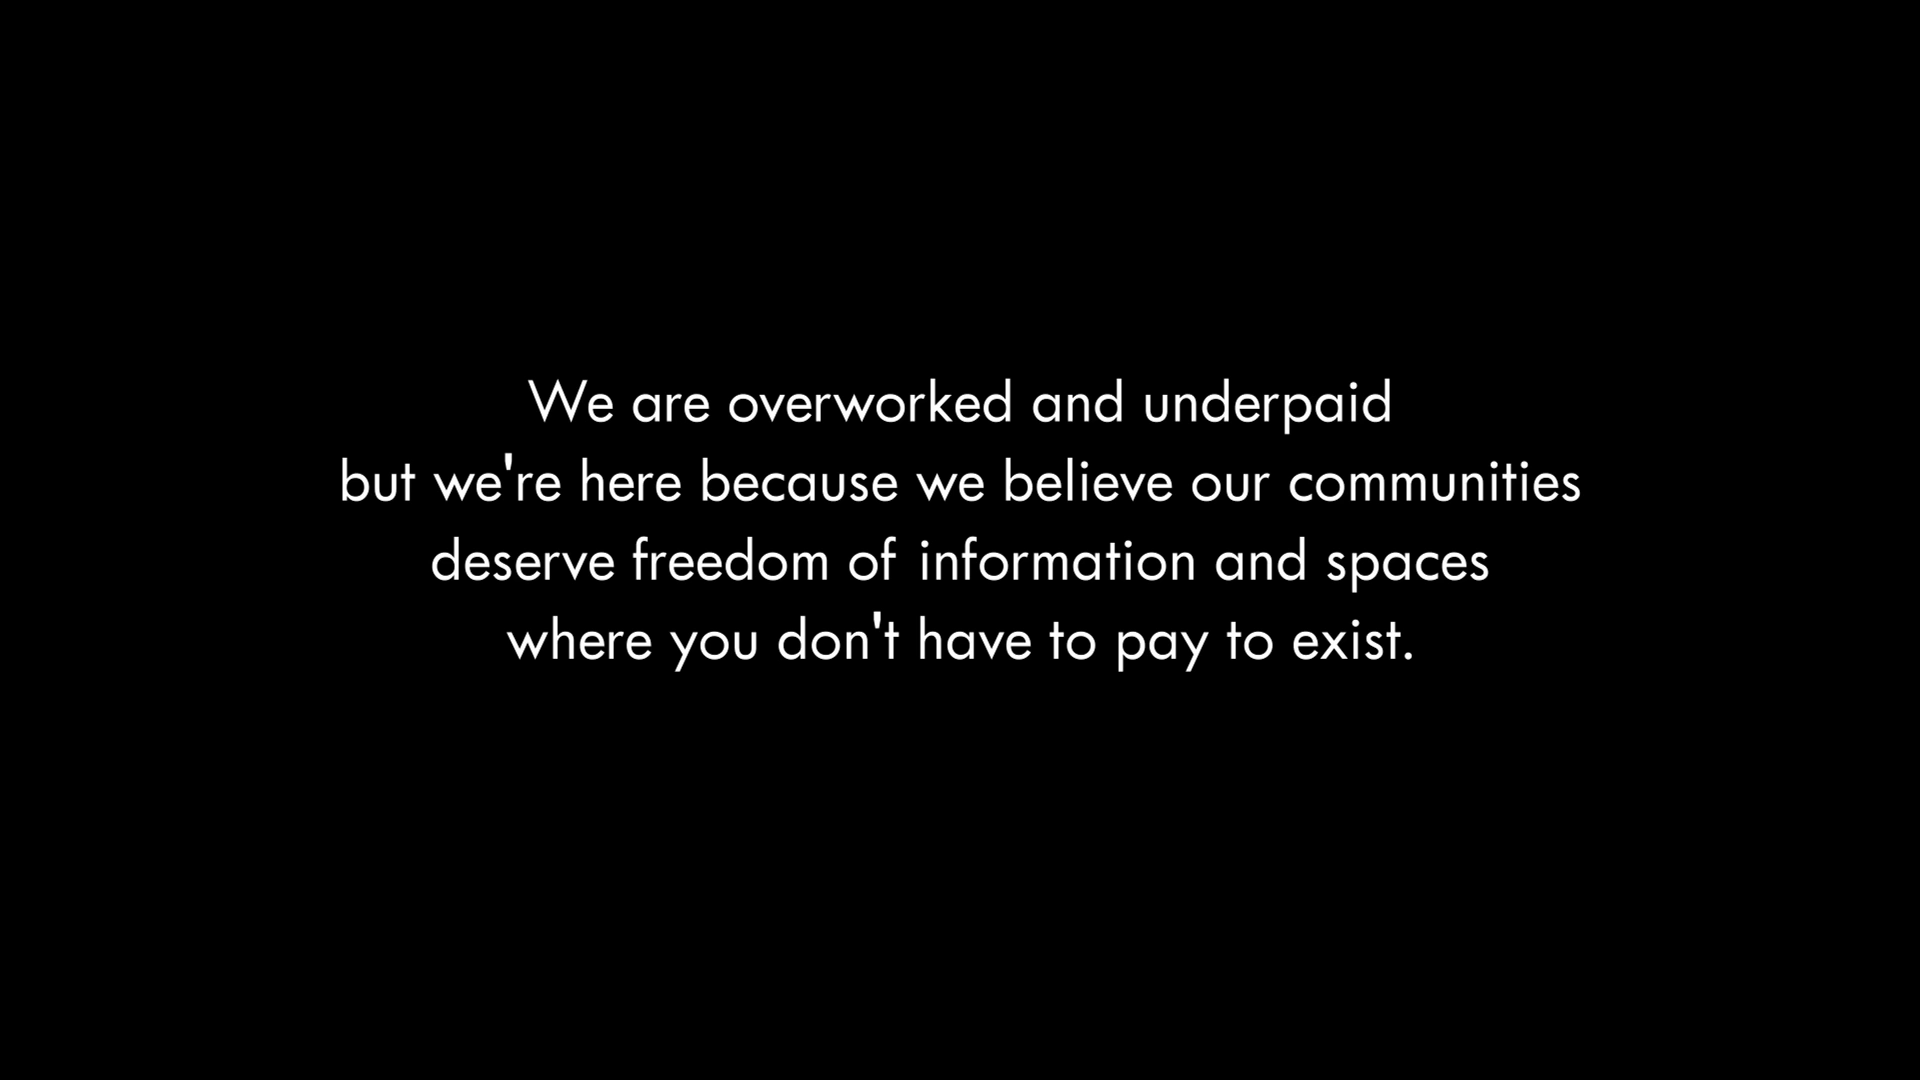 We are overworked and underpaid
but we're here because we believe our communities
deserve freedom of information and spaces
where you don't have to pay to exist.